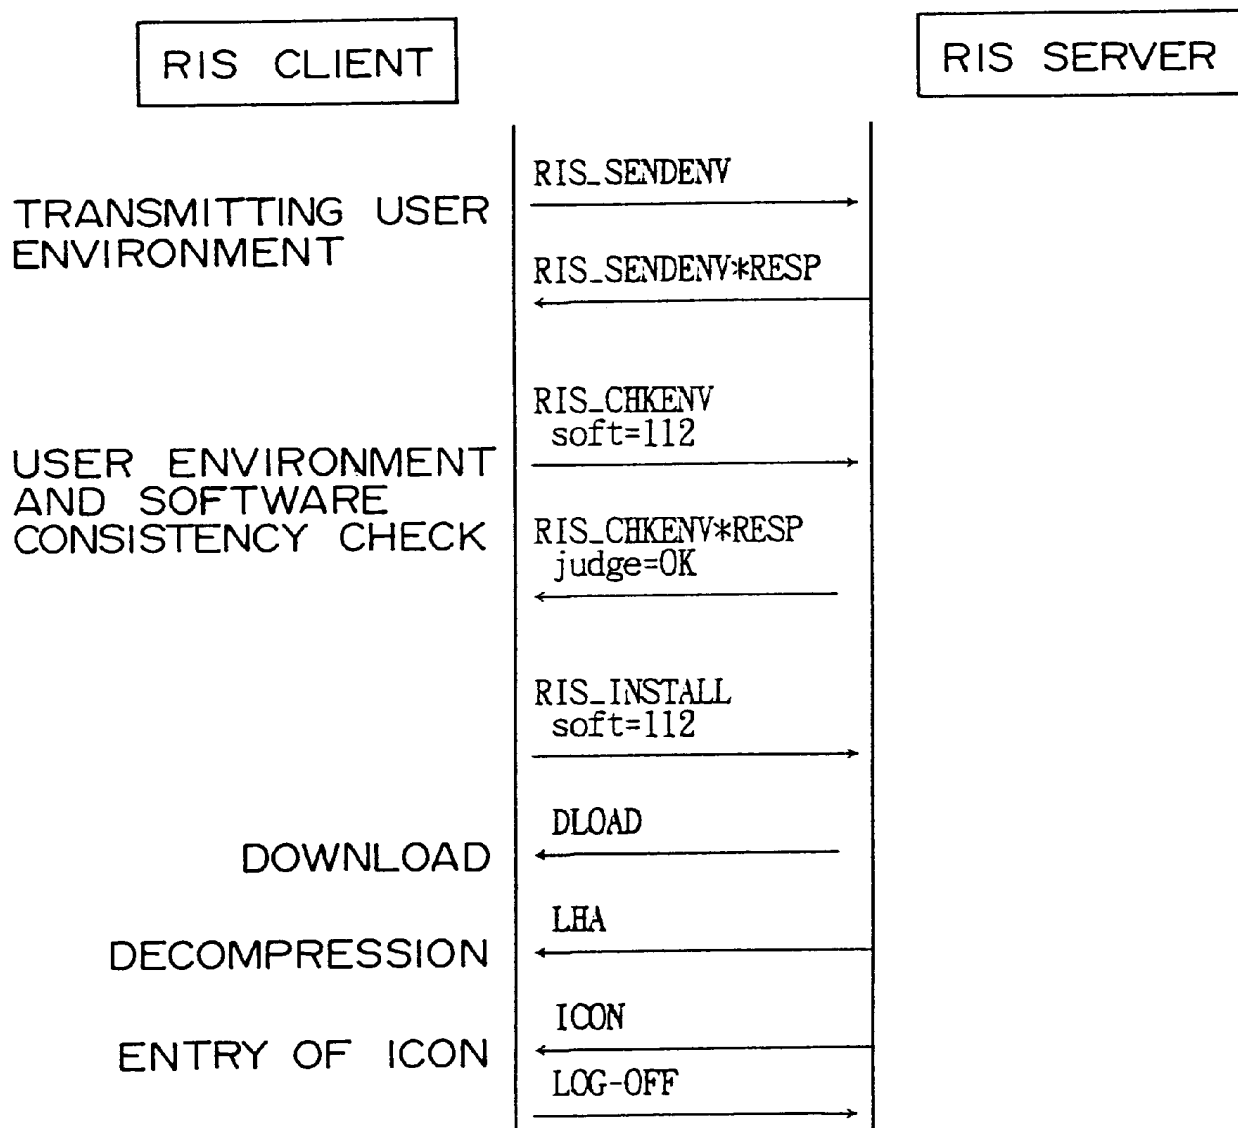 RIS CLIENT
RIS SERVER
RIS_SENDENV
TRANSMITTING USER
ENVIRONMENT
RIS_SENDENV*RESP
RIS_CHKENV
soft=112
USER ENVIRONMENT
AND SOFTWARE
CONSISTENCY CHECK
RIS_CHKENV*RESP
judge=OK
RIS_INSTALL
soft=112
DLOAD
DOWNLOAD
LHA
DECOMPRESSION
ICON
ENTRY OF ICON
LOG-OFF